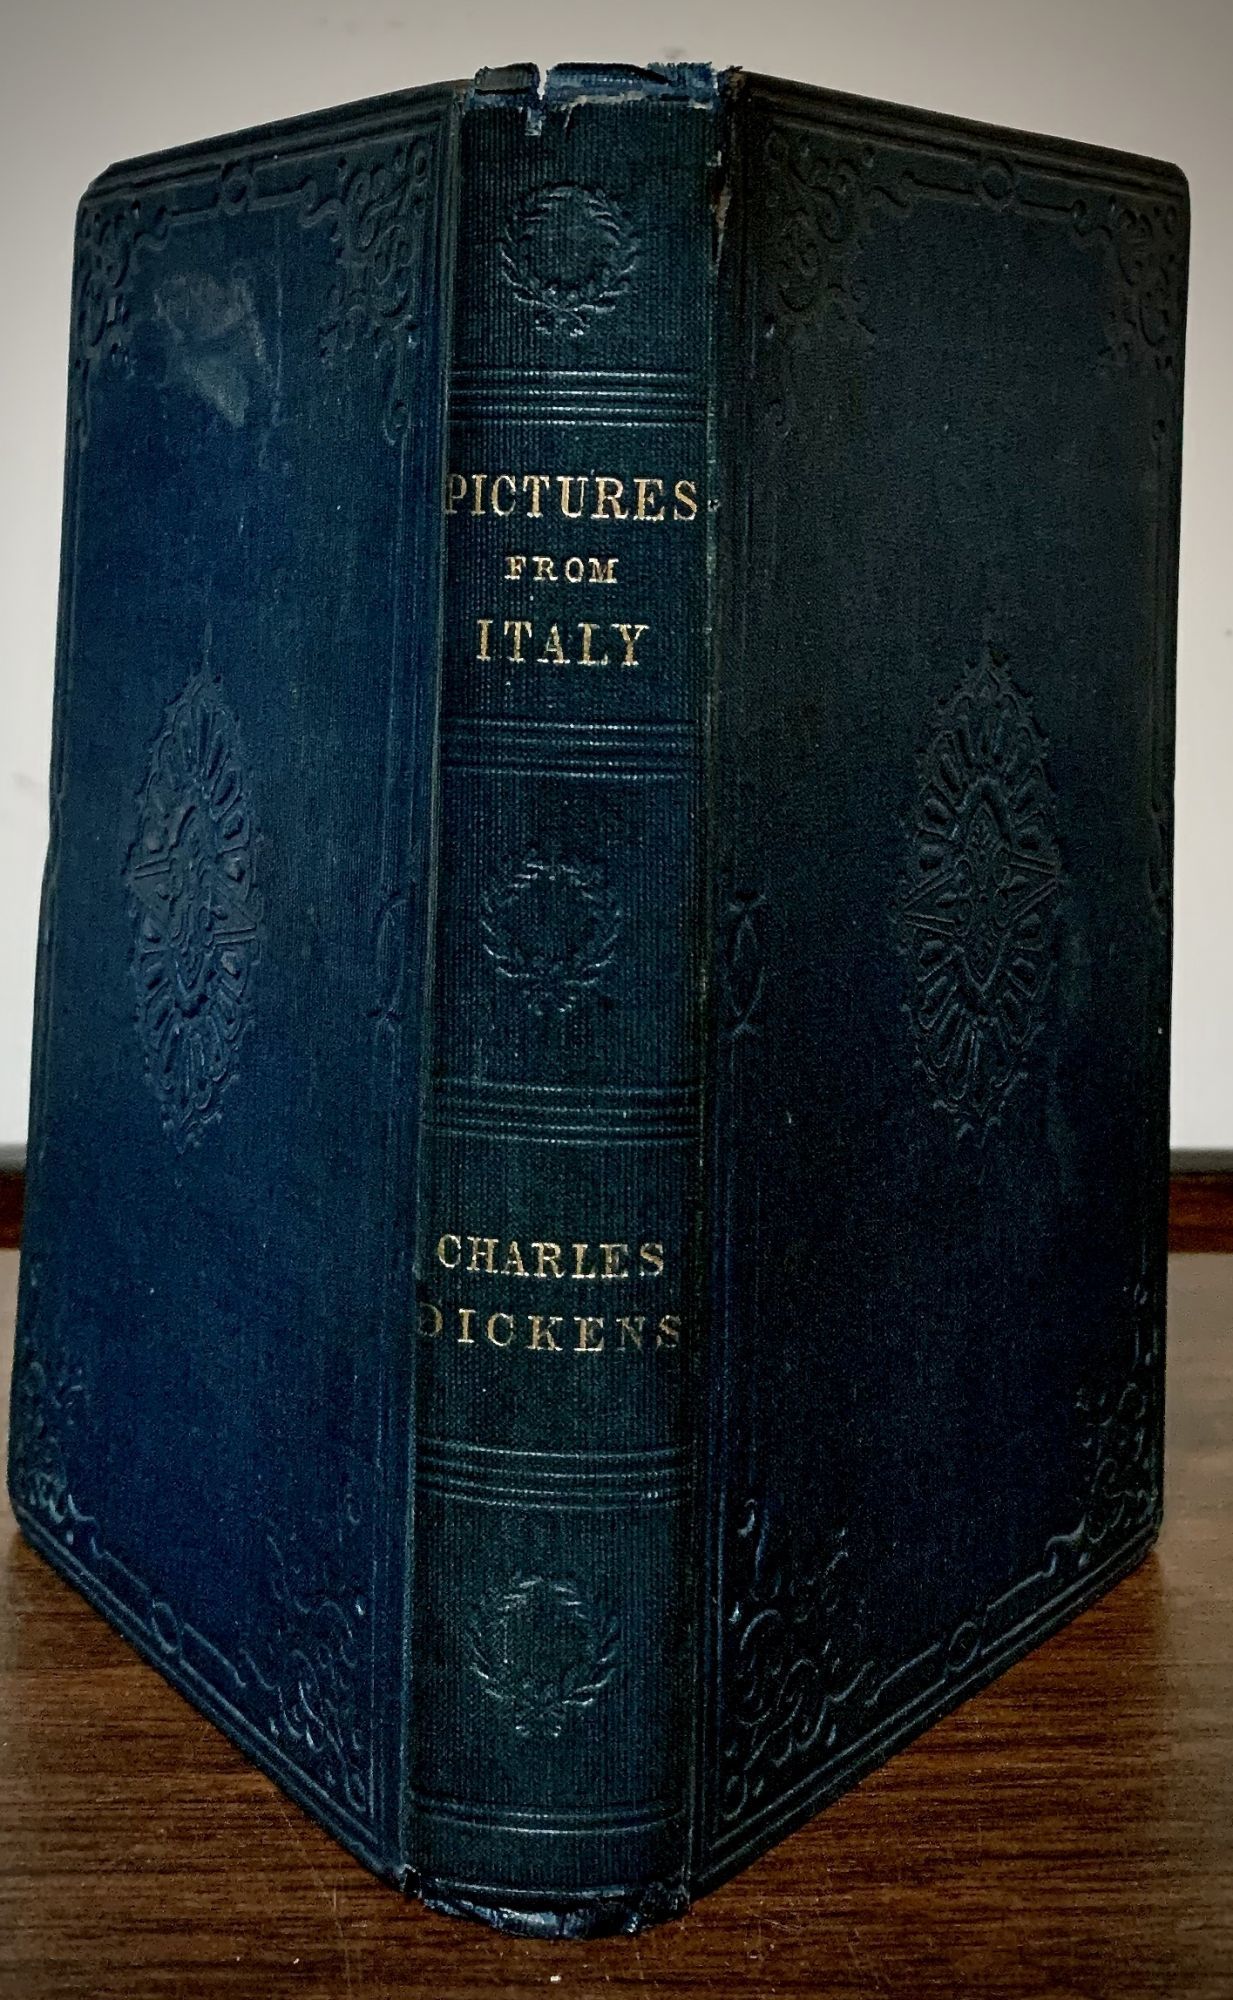 PICTURES
FROM
ITALY
CHARLES
DICKENS